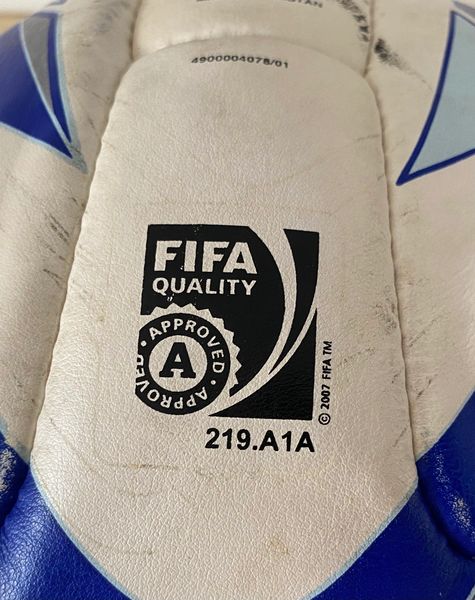 4900004078/01
FIFA
QUALITY
APPROVED • APPROVED •
A
© 2007 FIFA TM
219.A1A